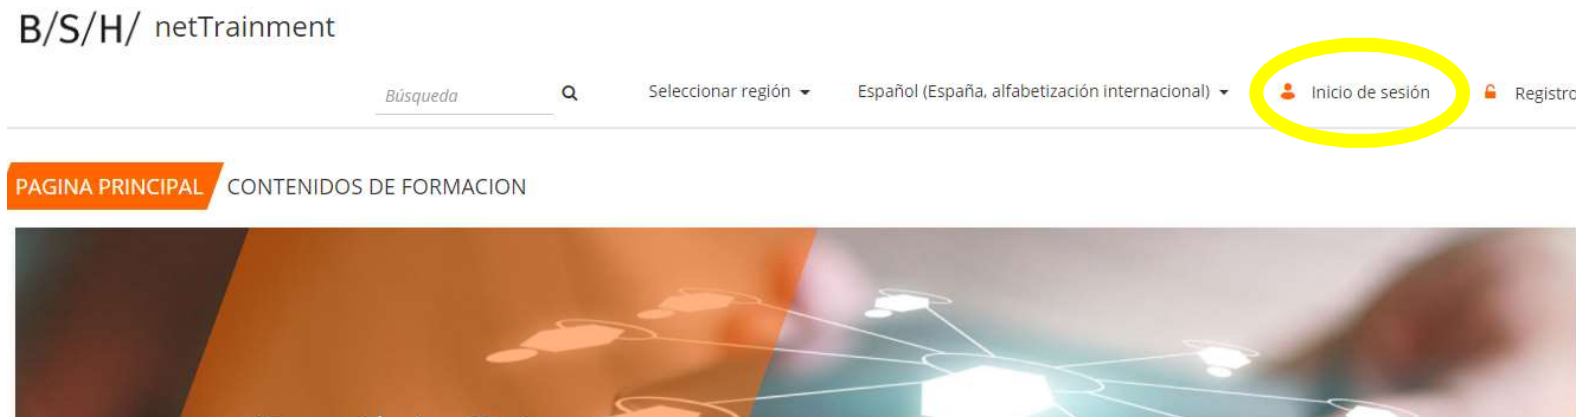 B/S/H/ netTrainment
Búsqueda Seleccionar región Español (España, alfabetización internacional) Inicio de sesión Registro
PAGINA PRINCIPAL CONTENIDOS DE FORMACION